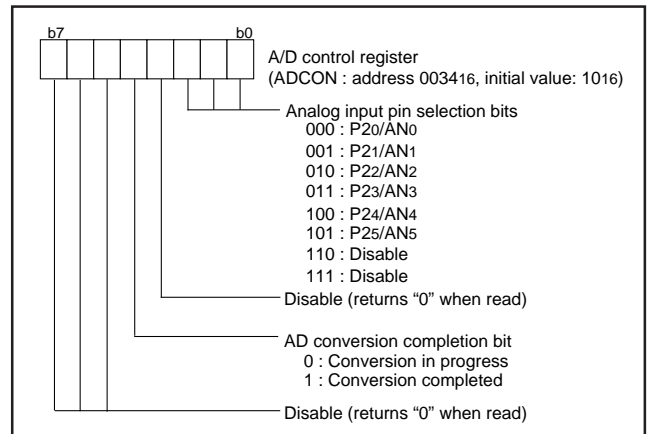 b7 b0
A/D control register
(ADCON : address 003416, initial value: 1016)
Analog input pin selection bits
000 : P20/AN0
001 : P21/AN1
010 : P22/AN2
011 : P23/AN3
100 : P24/AN4
101 : P25/AN5
110 : Disable
111 : Disable
Disable (returns “0” when read)
AD conversion completion bit
0 : Conversion in progress
1 : Conversion completed
Disable (returns “0” when read)